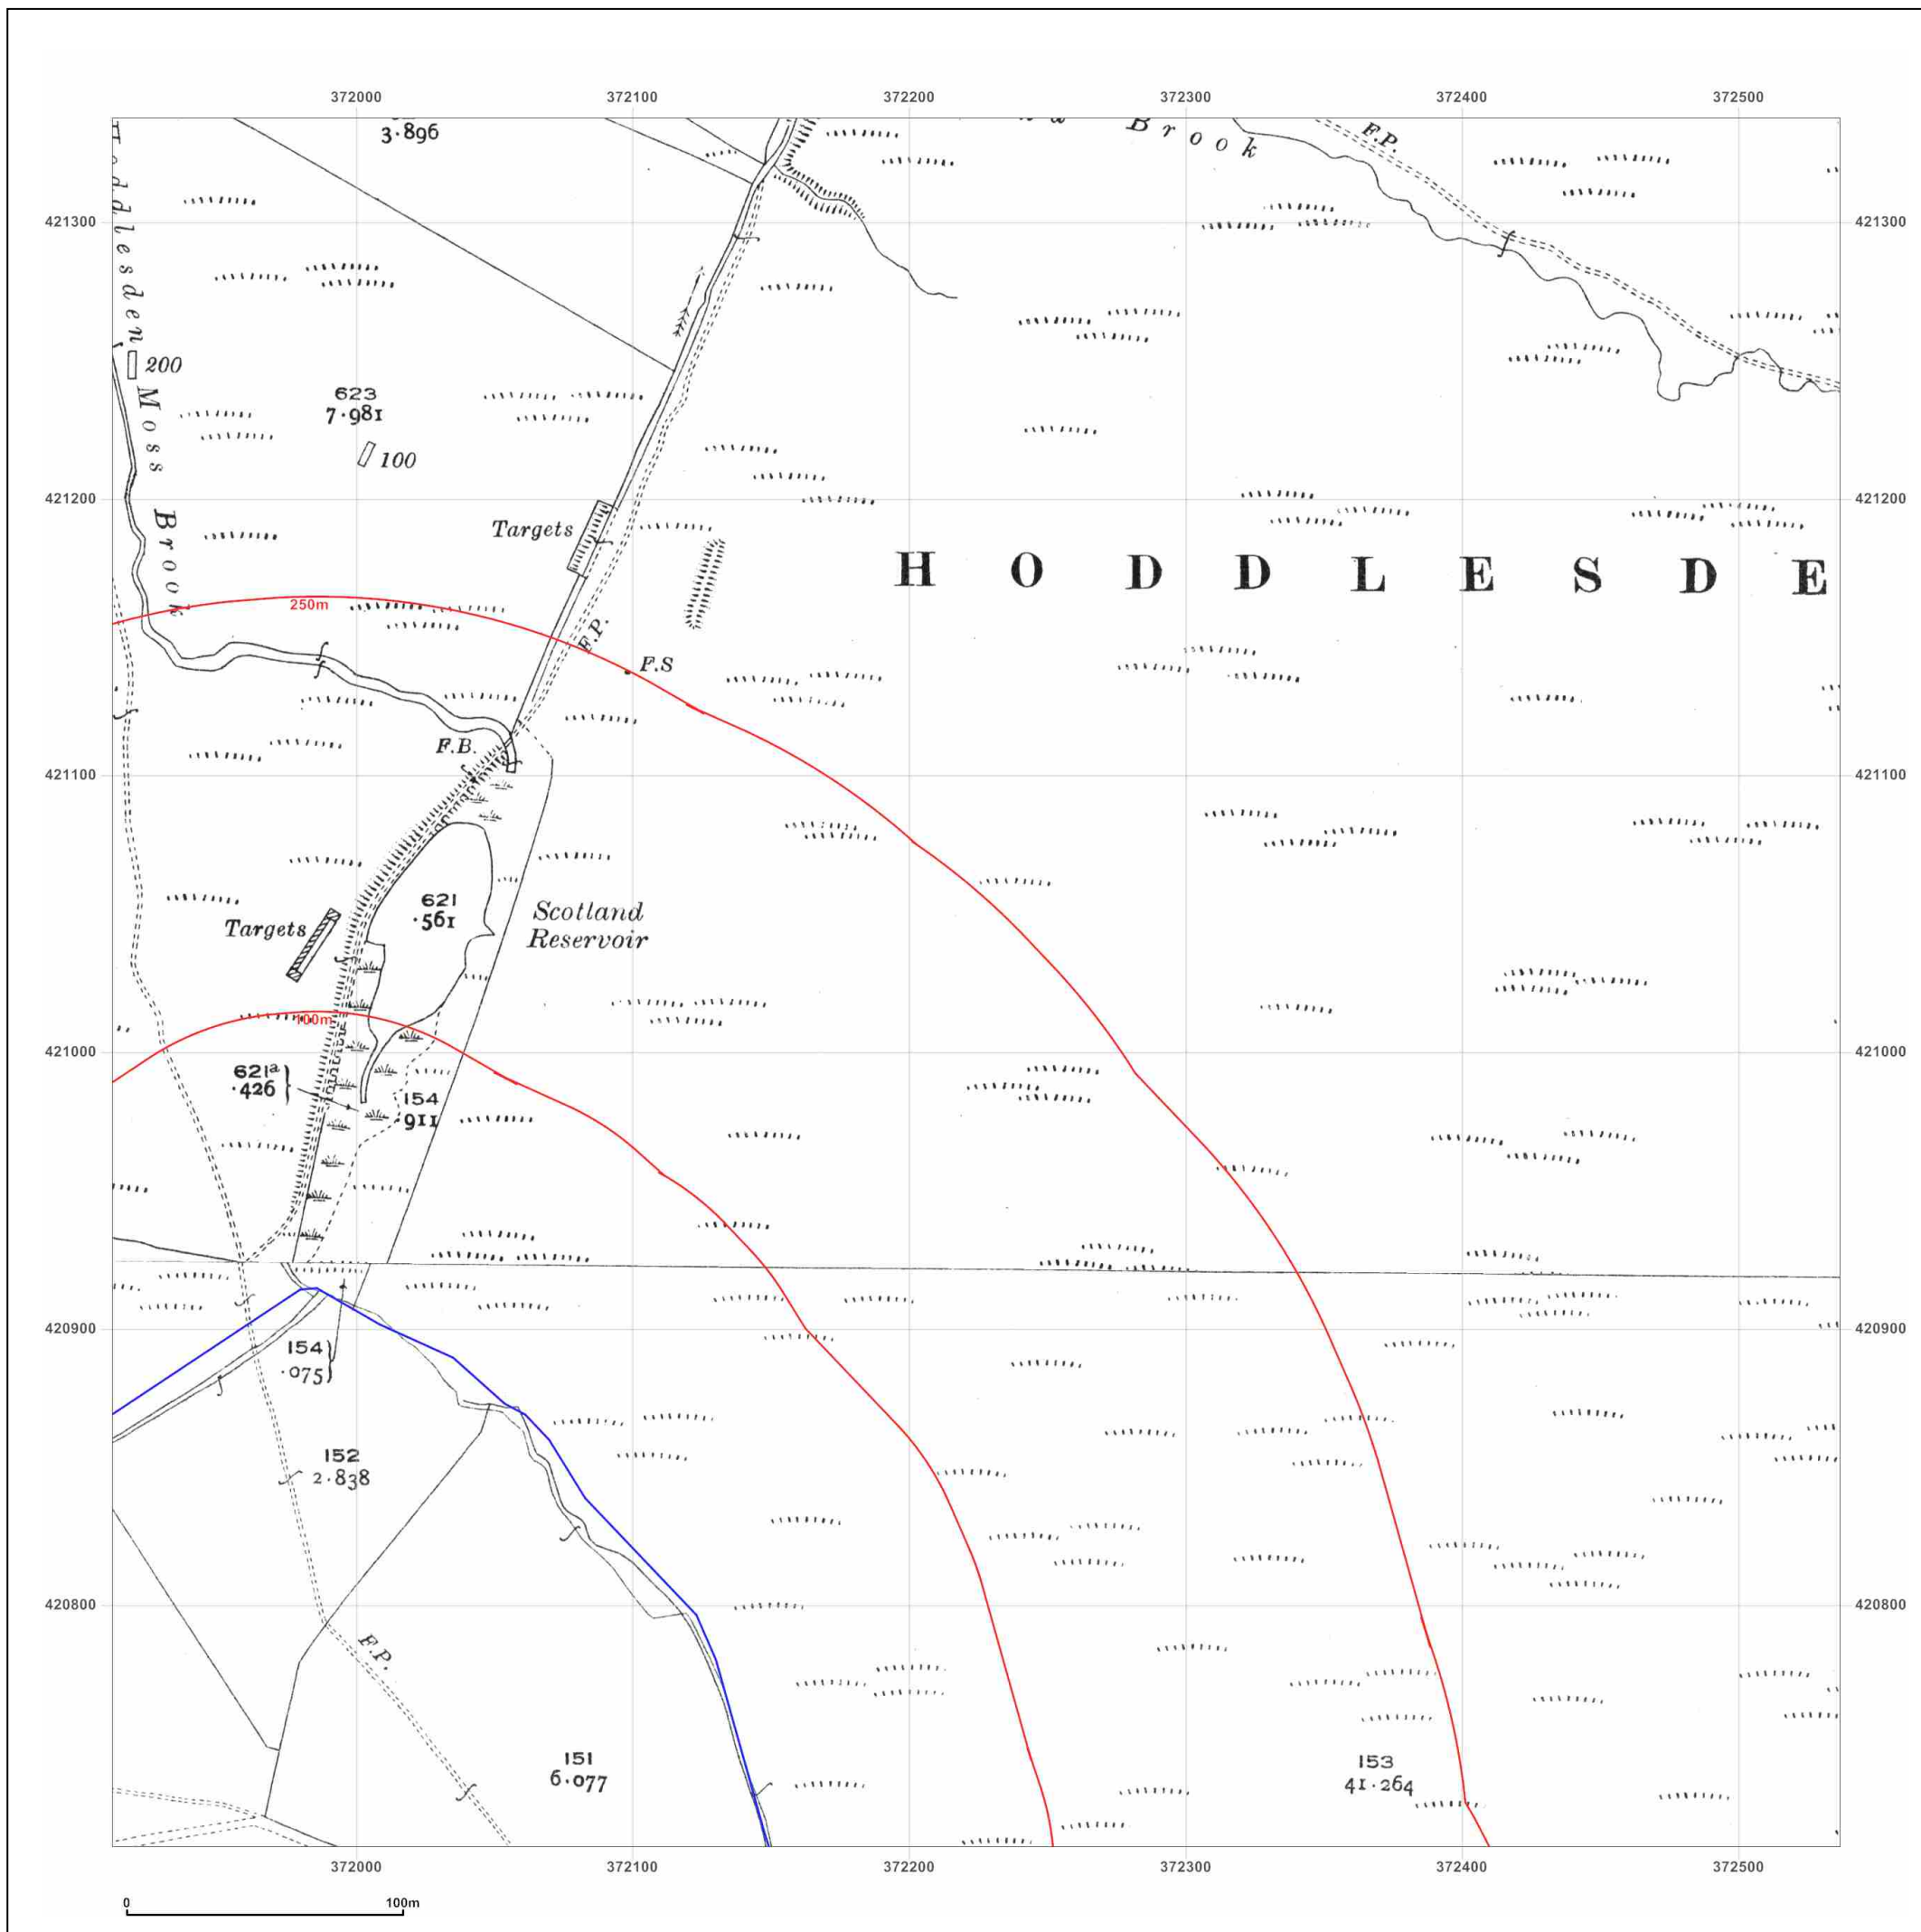 372000 372100 372200 372300 372400 372500
3·896
Brook
F.P.
421300 421300
Hoddlesden Moss Brook
200
623
7·981
100
421200 421200
Targets
H O D D L E S D E
250m
F.P.
F.S
F.B.
421100 421100
621
·561
Scotland
Reservoir
Targets
100m
421000 421000
621a
·426
154
·911
420900 420900
154
·075
152
2·838
420800 420800
F.P.
151
6·077
153
41·264
372000 372100 372200 372300 372400 372500
0 100m